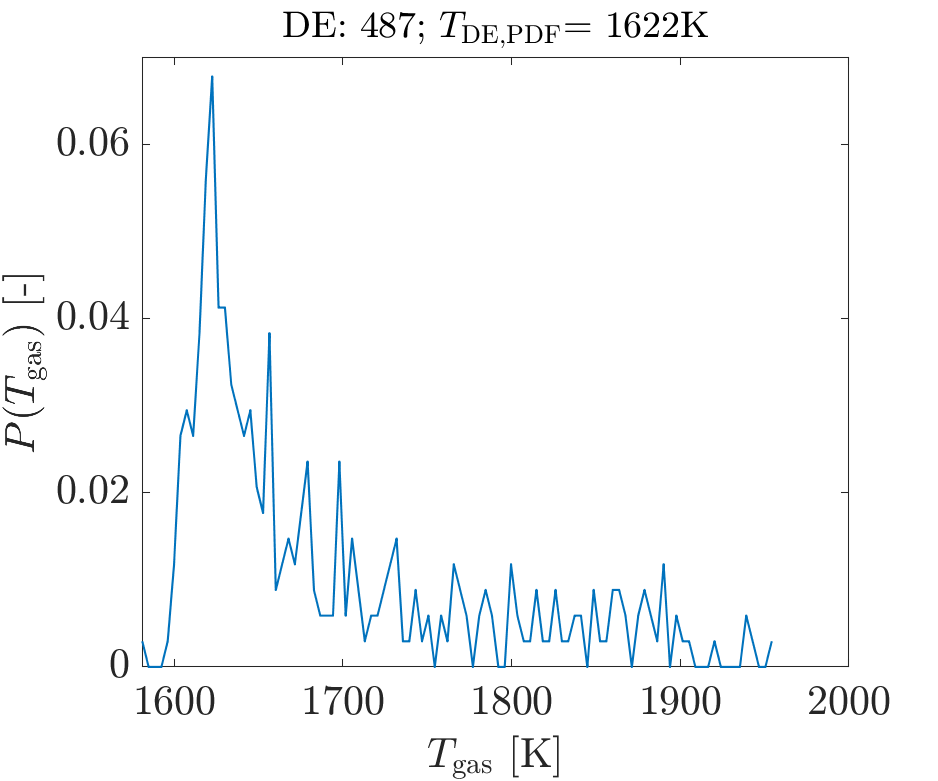 DE: 487; T_DE,PDF= 1622K
0.06
0.04
0.02
0
P(T_gas) [-]
1600 1700 1800 1900 2000
T_gas [K]